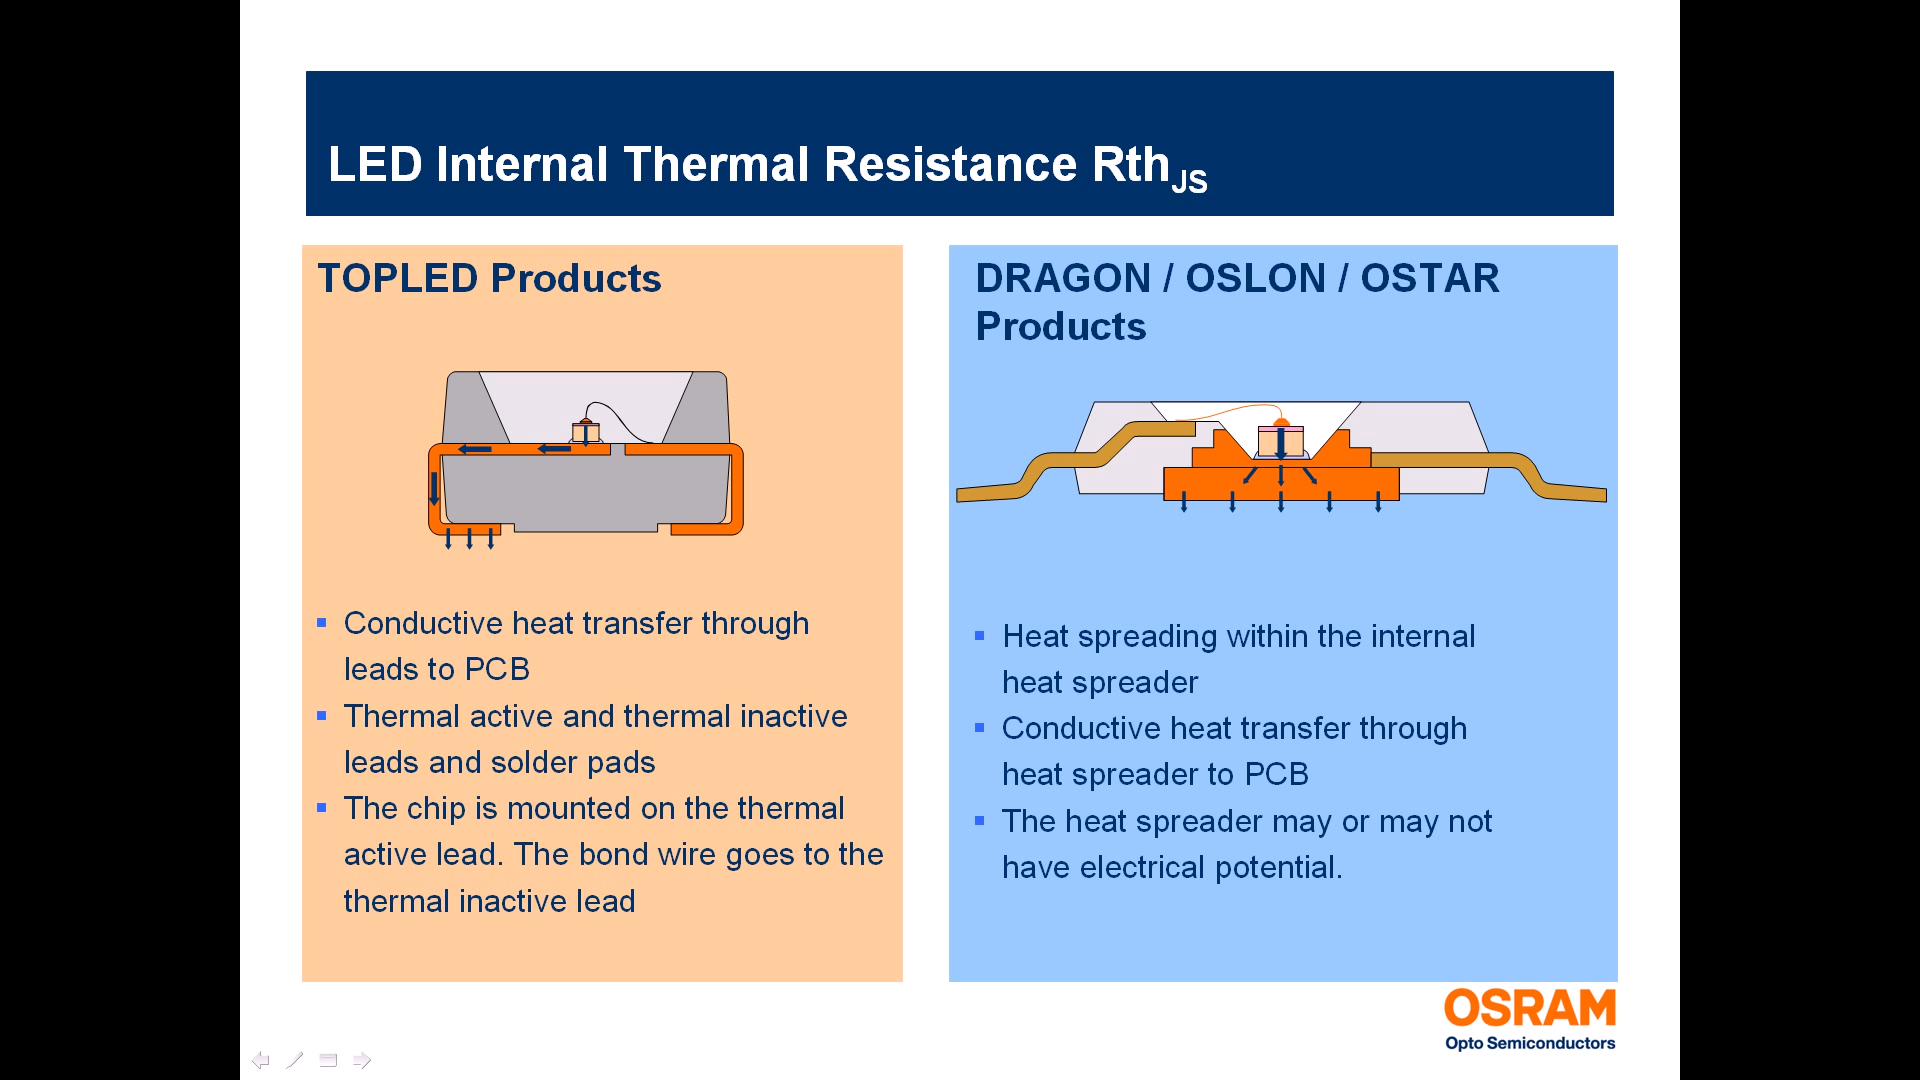 LED Internal Thermal Resistance RthJS
TOPLED Products
Conductive heat transfer through
leads to PCB
Thermal active and thermal inactive
leads and solder pads
The chip is mounted on the thermal
active lead. The bond wire goes to the
thermal inactive lead
DRAGON / OSLON / OSTAR
Products
Heat spreading within the internal
heat spreader
Conductive heat transfer through
heat spreader to PCB
The heat spreader may or may not
have electrical potential.
OSRAM
Opto Semiconductors